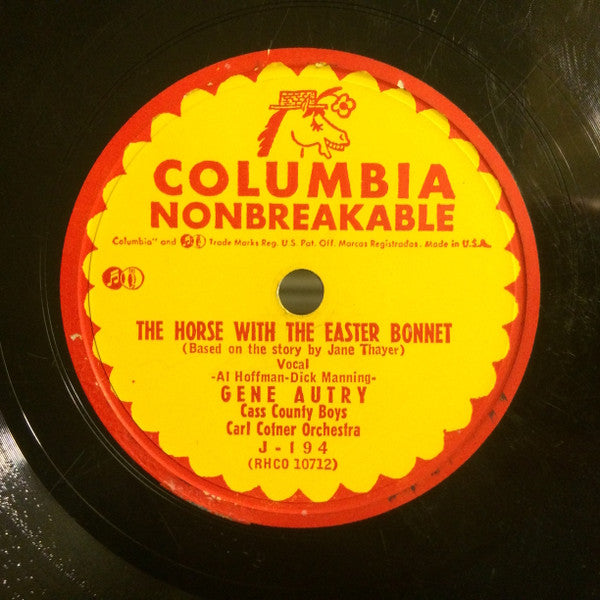 COLUMBIA
NONBREAKABLE
Columbia" and Trade Marks Reg. U.S. Pat. Off. Marcas Registradas. Made in U.S.A.
THE HORSE WITH THE EASTER BONNET
(Based on the story by Jane Thayer)
Vocal
-Al Hoffman-Dick Manning-
GENE AUTRY
Cass County Boys
Carl Cotner Orchestra
J-194
(RHCO 10712)